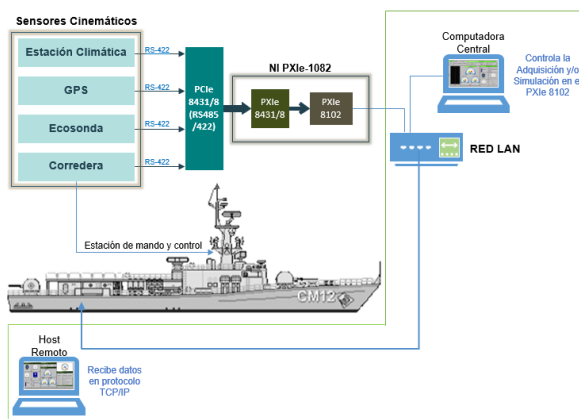 Sensores Cinemáticos
Estación Climática
RS-422
GPS
RS-422
Ecosonda
RS-422
Corredera
RS-422
PCIe
8431/8
(RS485
/422)
NI PXIe-1082
PXIe
8431/8
PXIe
8102
Computadora
Central
Controla la
Adquisición y/o
Simulación en e
PXIe 8102
RED LAN
Estación de mando y control
CM12
Host
Remoto
Recibe datos
en protocolo
TCP/IP